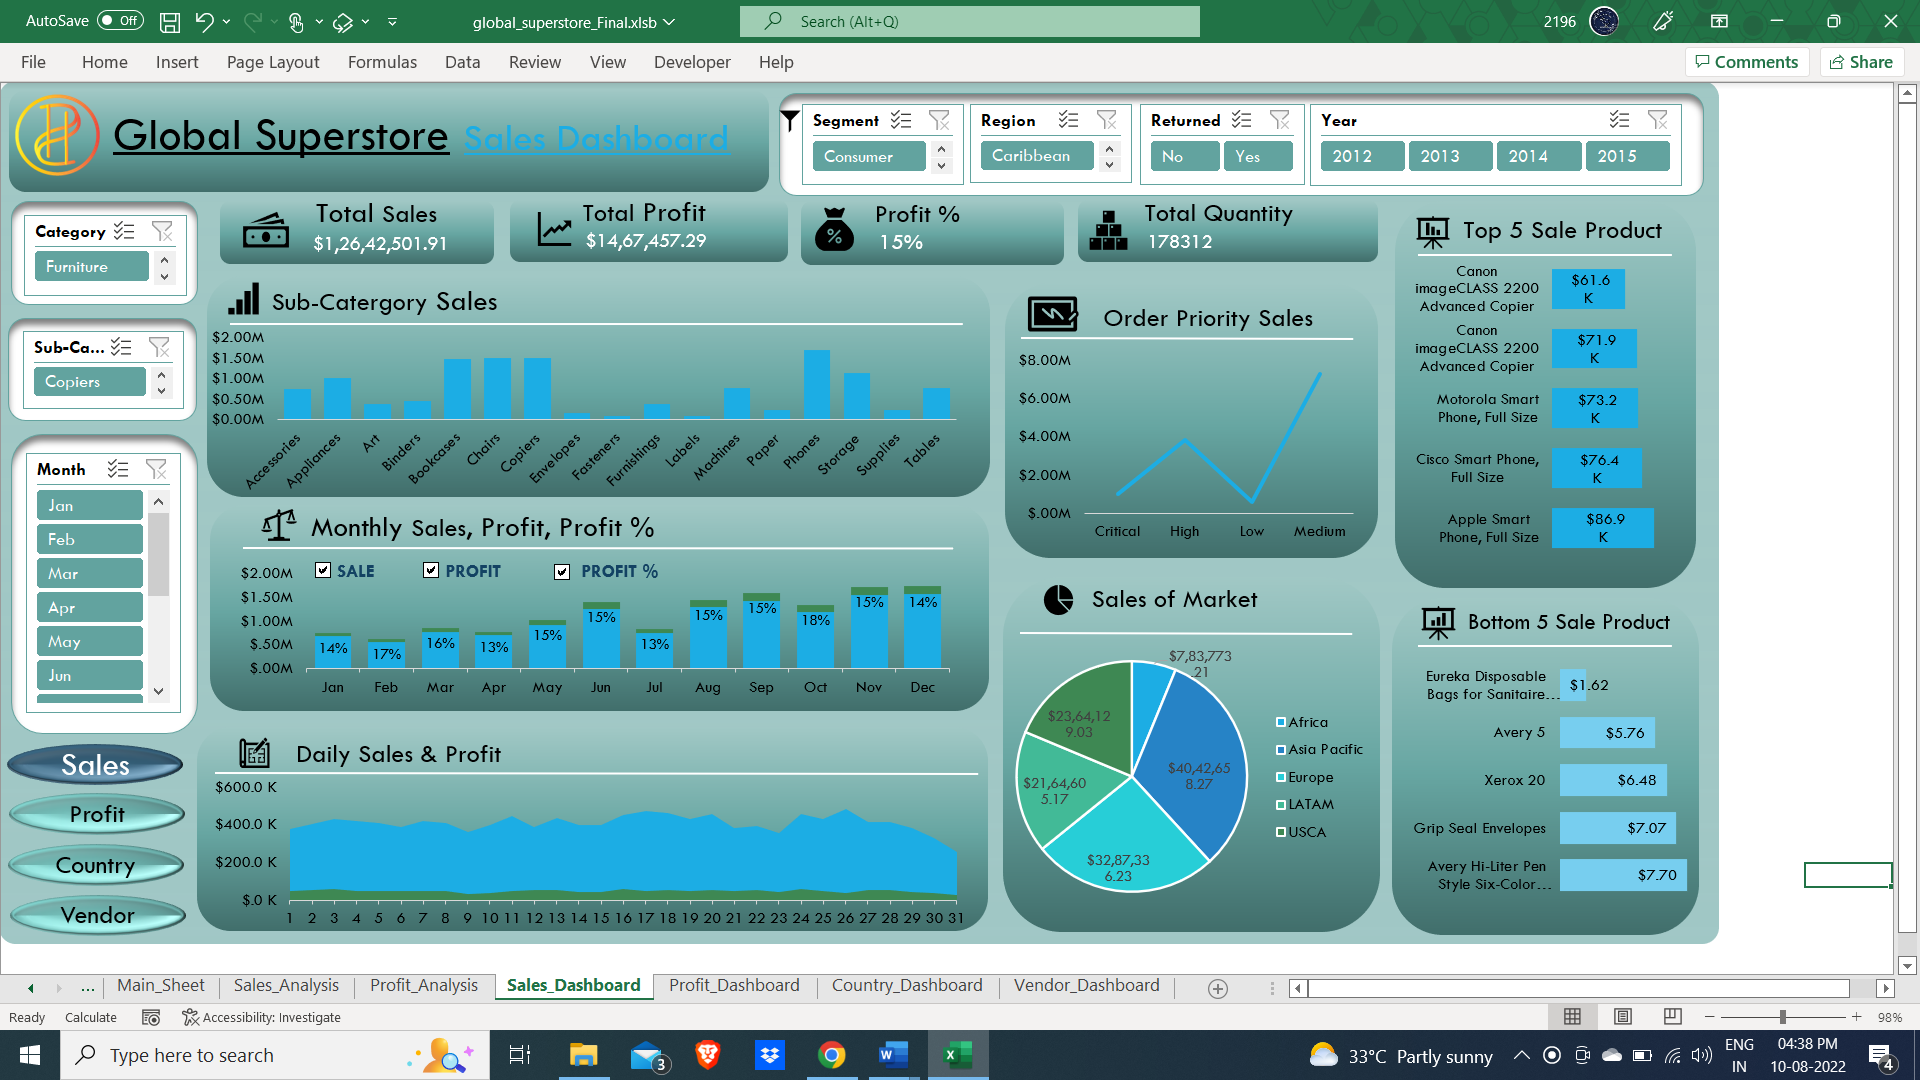 AutoSave Off global_superstore_Final.xlsb Search (Alt+Q) 2196
File Home Insert Page Layout Formulas Data Review View Developer Help Comments Share
Global Superstore Sales Dashboard
Segment
Consumer
Region
Caribbean
Returned
No Yes
Year
2012 2013 2014 2015
Category
Furniture
Sub-Ca...
Copiers
Month
Jan
Feb
Mar
Apr
May
Jun
Sales
Profit
Country
Vendor
Total Sales
$1,26,42,501.91
Total Profit
$14,67,457.29
Profit %
15%
Total Quantity
178312
Sub-Catergory Sales
$2.00M
$1.50M
$1.00M
$0.50M
$0.00M
Accessories Appliances Art Binders Bookcases Chairs Copiers Envelopes Fasteners Furnishings Labels Machines Paper Phones Storage Supplies Tables
Monthly Sales, Profit, Profit %
SALE PROFIT PROFIT %
$2.00M
$1.50M
$1.00M
$.50M
$.00M
14% 17% 16% 13% 15% 15% 13% 15% 15% 18% 15% 14%
Jan Feb Mar Apr May Jun Jul Aug Sep Oct Nov Dec
Daily Sales & Profit
$600.0 K
$400.0 K
$200.0 K
$.0 K
1 2 3 4 5 6 7 8 9 10 11 12 13 14 15 16 17 18 19 20 21 22 23 24 25 26 27 28 29 30 31
Order Priority Sales
$8.00M
$6.00M
$4.00M
$2.00M
$.00M
Critical High Low Medium
Sales of Market
$7,83,773
.21
$40,42,65
8.27
$32,87,33
6.23
$21,64,60
5.17
$23,64,12
9.03
Africa
Asia Pacific
Europe
LATAM
USCA
Top 5 Sale Product
Canon
imageCLASS 2200
Advanced Copier
$61.6
K
Canon
imageCLASS 2200
Advanced Copier
$71.9
K
Motorola Smart
Phone, Full Size
$73.2
K
Cisco Smart Phone,
Full Size
$76.4
K
Apple Smart
Phone, Full Size
$86.9
K
Bottom 5 Sale Product
Eureka Disposable
Bags for Sanitaire...
$1.62
Avery 5 $5.76
Xerox 20 $6.48
Grip Seal Envelopes $7.07
Avery Hi-Liter Pen
Style Six-Color...
$7.70
... Main_Sheet Sales_Analysis Profit_Analysis Sales_Dashboard Profit_Dashboard Country_Dashboard Vendor_Dashboard
Ready Calculate Accessibility: Investigate 98%
Type here to search 3 33°C Partly sunny ENG 04:38 PM
IN 10-08-2022 4